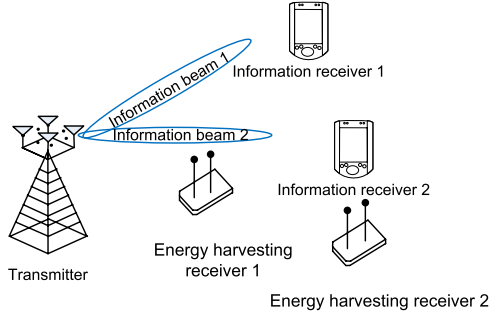 Information receiver 1
Information beam 1
Information beam 2
Information receiver 2
Energy harvesting
receiver 1
Transmitter
Energy harvesting receiver 2